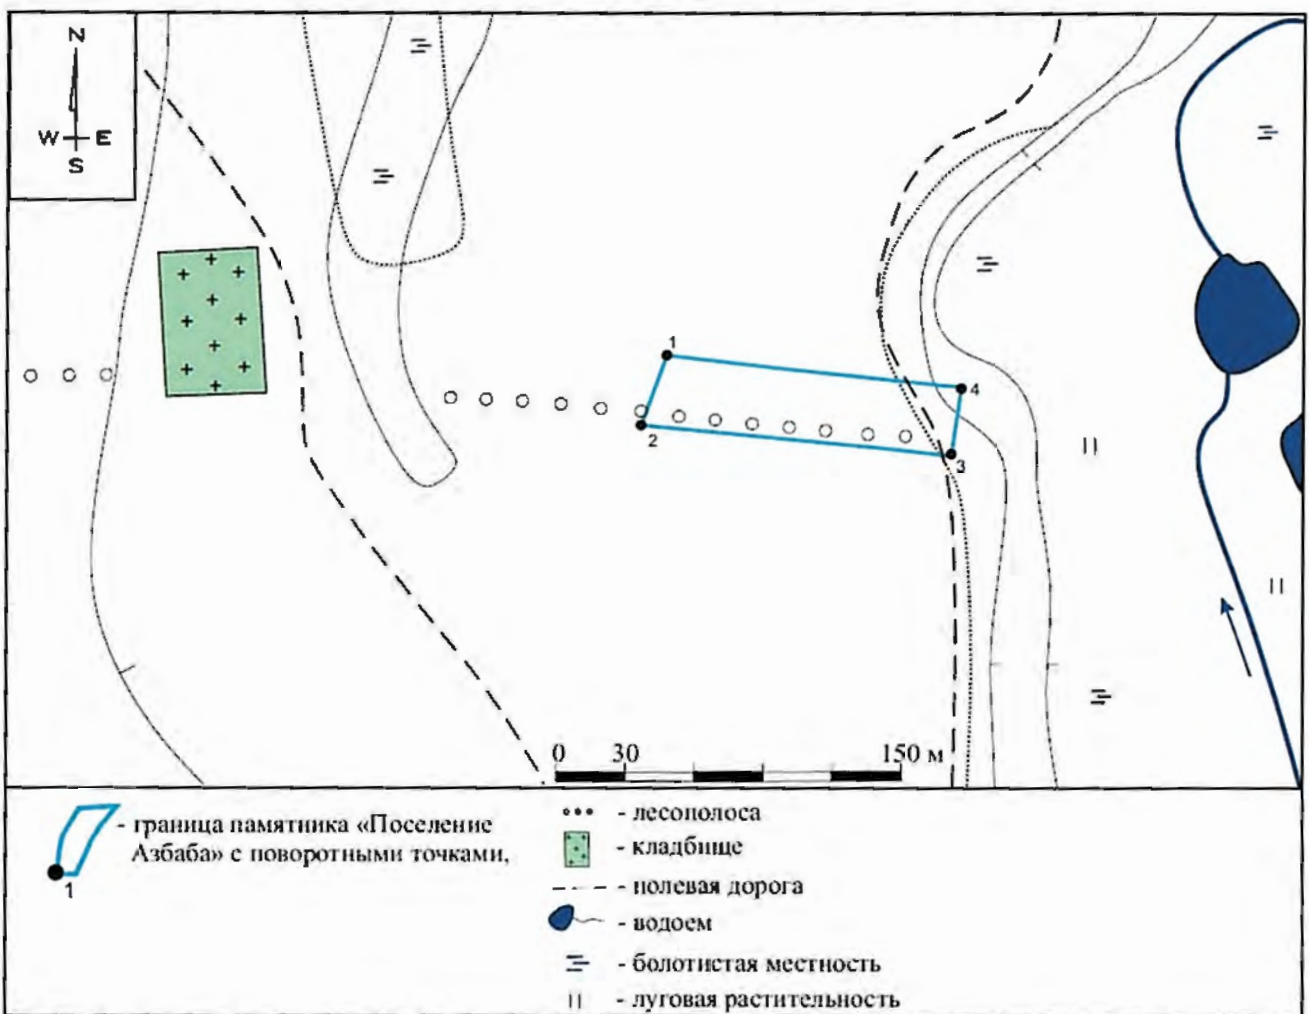 N
W E
S
1
4
2
3
0 30 150 м
- граница памятника «Поселение
Азбаба» с поворотными точками,
1
- лесополоса
- кладбище
- полевая дорога
- водоем
- болотистая местность
- луговая растительность